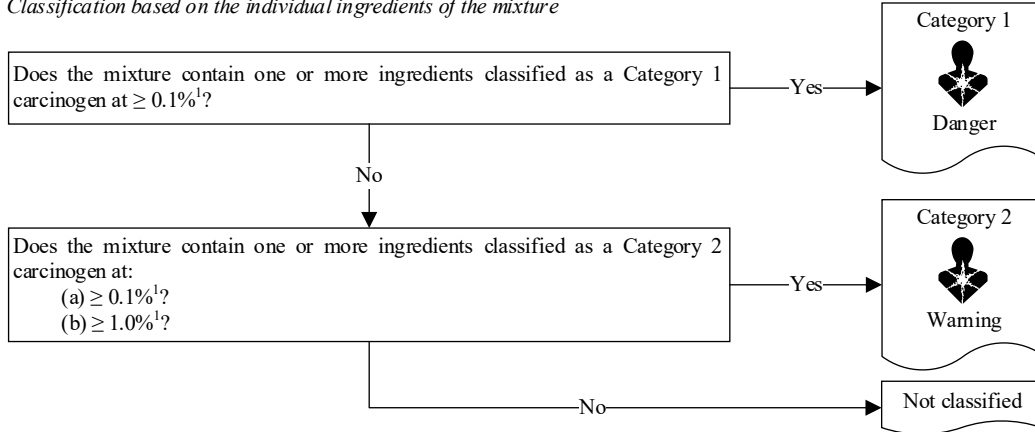 Classification based on the individual ingredients of the mixture
Category 1
Does the mixture contain one or more ingredients classified as a Category 1
carcinogen at ≥ 0.1%¹?
Yes
Danger
No
Category 2
Does the mixture contain one or more ingredients classified as a Category 2
carcinogen at:
(a) ≥ 0.1%¹?
(b) ≥ 1.0%¹?
Yes
Warning
No
Not classified